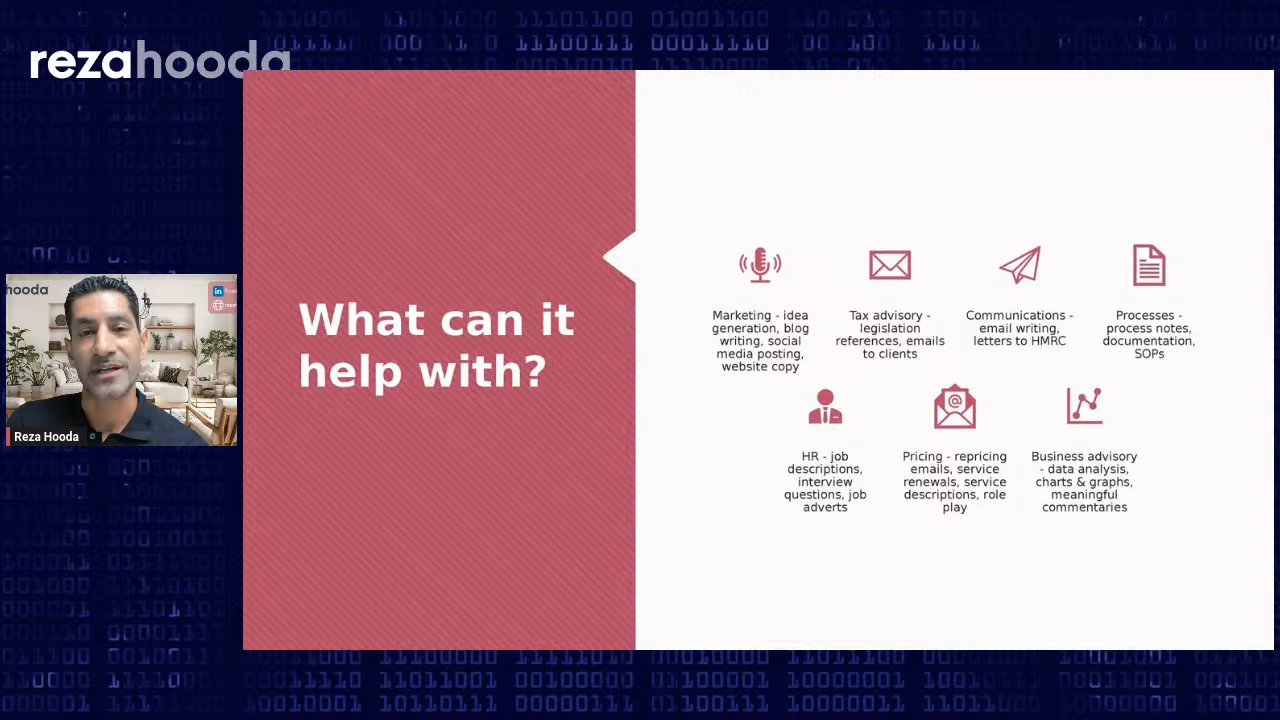 rezahooda
What can it
help with?
Marketing - idea
generation, blog
writing, social
media posting,
website copy
Tax advisory -
legislation
references, emails
to clients
Communications -
email writing,
letters to HMRC
Processes -
process notes,
documentation,
SOPs
HR - job
descriptions,
interview
questions, job
adverts
Pricing - repricing
emails, service
renewals, service
descriptions, role
play
Business advisory
- data analysis,
charts & graphs,
meaningful
commentaries
hooda
in
Reza Hooda